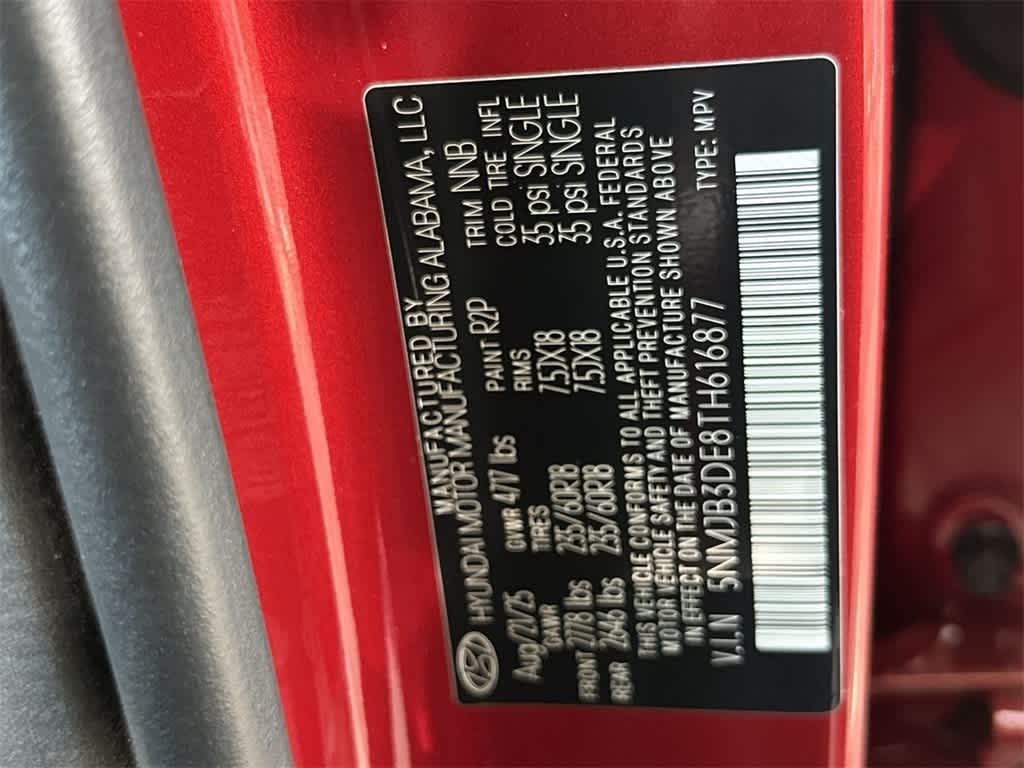 MANUFACTURED BY
HYUNDAI MOTOR MANUFACTURING ALABAMA, LLC
Aug/21/25 GVWR 4717 lbs PAINT R2P TRIM NNB
GAWR TIRES RIMS COLD TIRE INFL
FRONT 2778 lbs 235/60R18 7.5JX18 35 psi SINGLE
REAR 2646 lbs 235/60R18 7.5JX18 35 psi SINGLE
THIS VEHICLE CONFORMS TO ALL APPLICABLE U.S.A. FEDERAL
MOTOR VEHICLE SAFETY AND THEFT PREVENTION STANDARDS
IN EFFECT ON THE DATE OF MANUFACTURE SHOWN ABOVE
V.I.N 5NMJB3DE8TH616877 TYPE: MPV